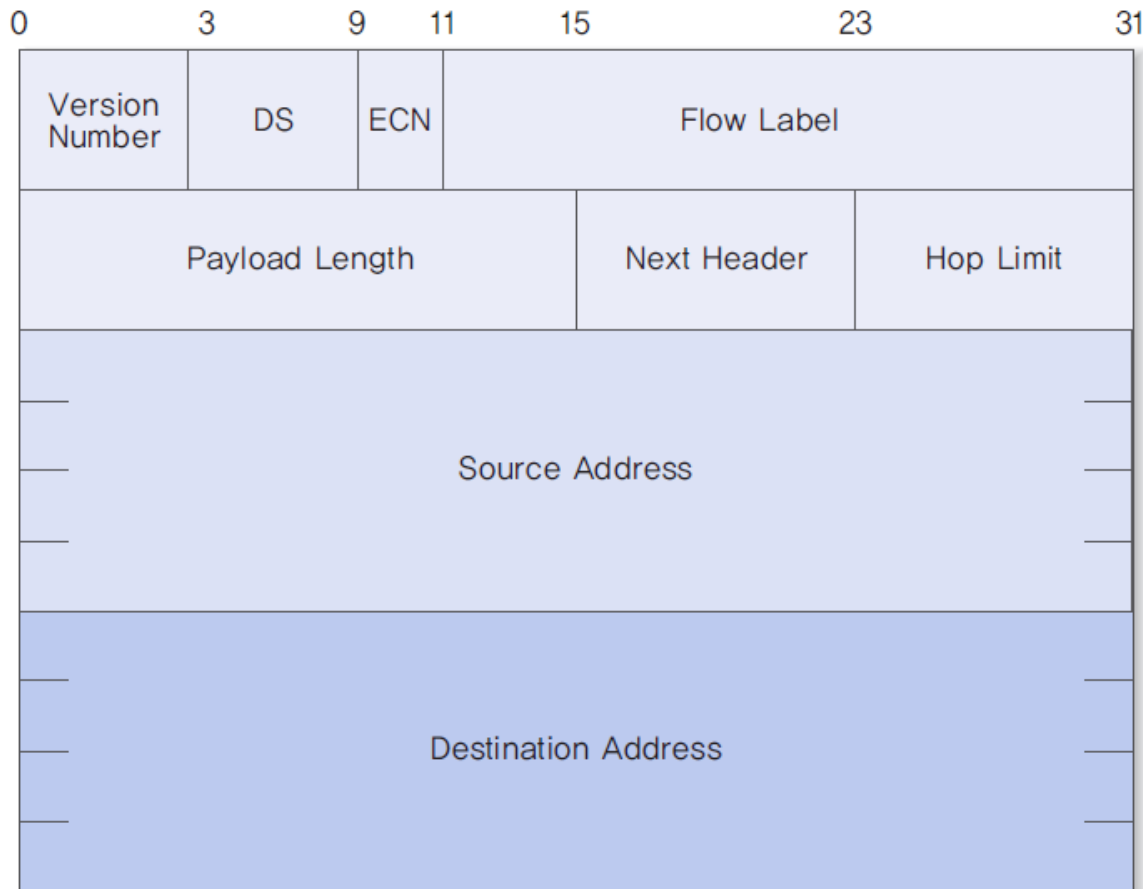 0 3 9 11 15 23 31
Version
Number
DS
ECN
Flow Label
Payload Length
Next Header
Hop Limit
Source Address
Destination Address